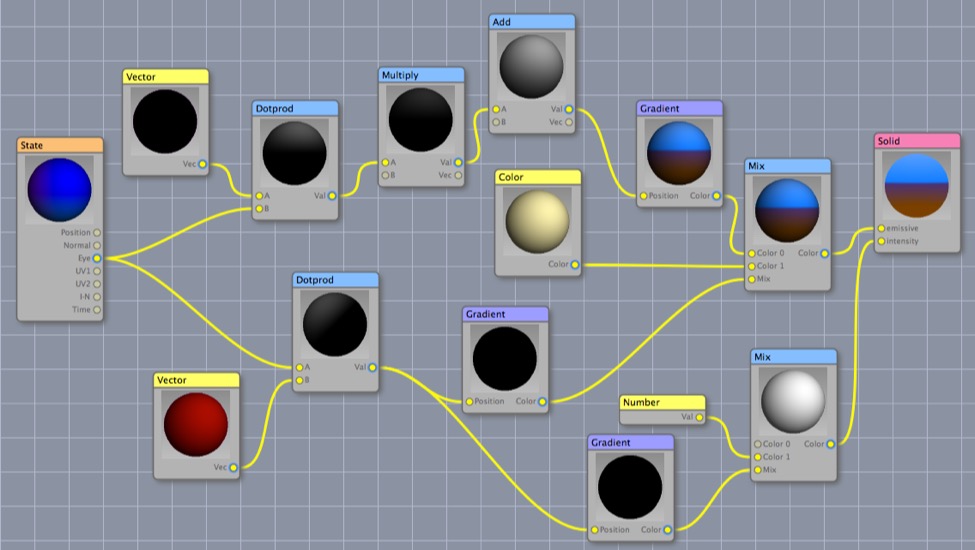 Add
A Val
B Vec
Vector
Vec
Multiply
A Val
B Vec
Dotprod
A Val
B
Gradient
Position Color
State
Position
Normal
Eye
UV1
UV2
I-N
Time
Color
Color
Mix
Color 0 Color
Color 1
Mix
Solid
emissive
intensity
Dotprod
A Val
B
Gradient
Position Color
Vector
Vec
Number
Val
Mix
Color 0 Color
Color 1
Mix
Gradient
Position Color